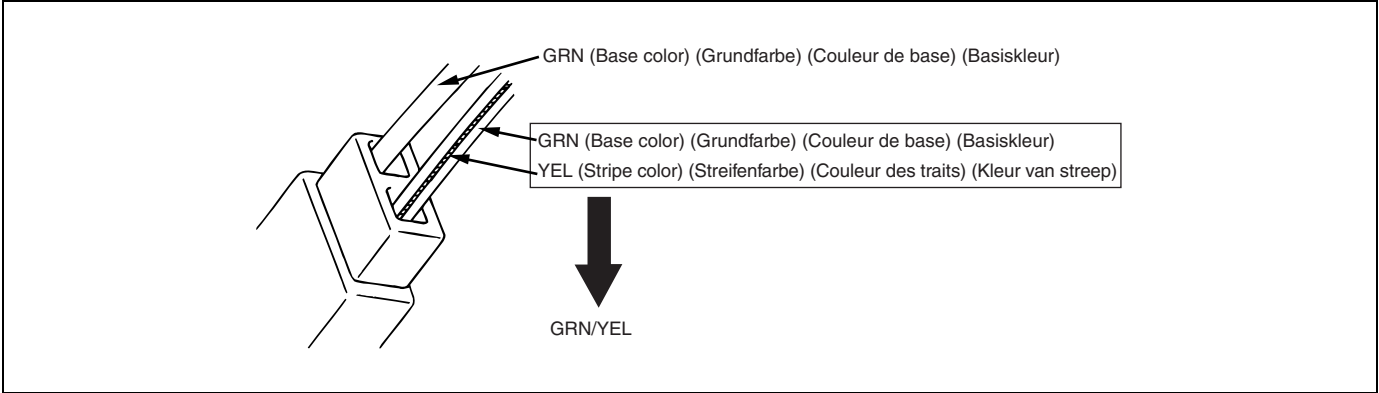 GRN (Base color) (Grundfarbe) (Couleur de base) (Basiskleur)
GRN (Base color) (Grundfarbe) (Couleur de base) (Basiskleur)
YEL (Stripe color) (Streifenfarbe) (Couleur des traits) (Kleur van streep)
GRN/YEL